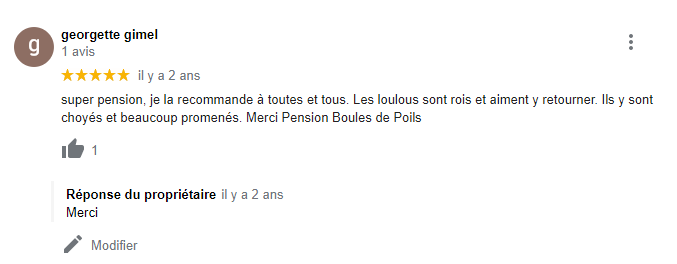 g
georgette gimel
1 avis
il y a 2 ans
super pension, je la recommande à toutes et tous. Les loulous sont rois et aiment y retourner. Ils y sont
choyés et beaucoup promenés. Merci Pension Boules de Poils
1
Réponse du propriétaire il y a 2 ans
Merci
Modifier